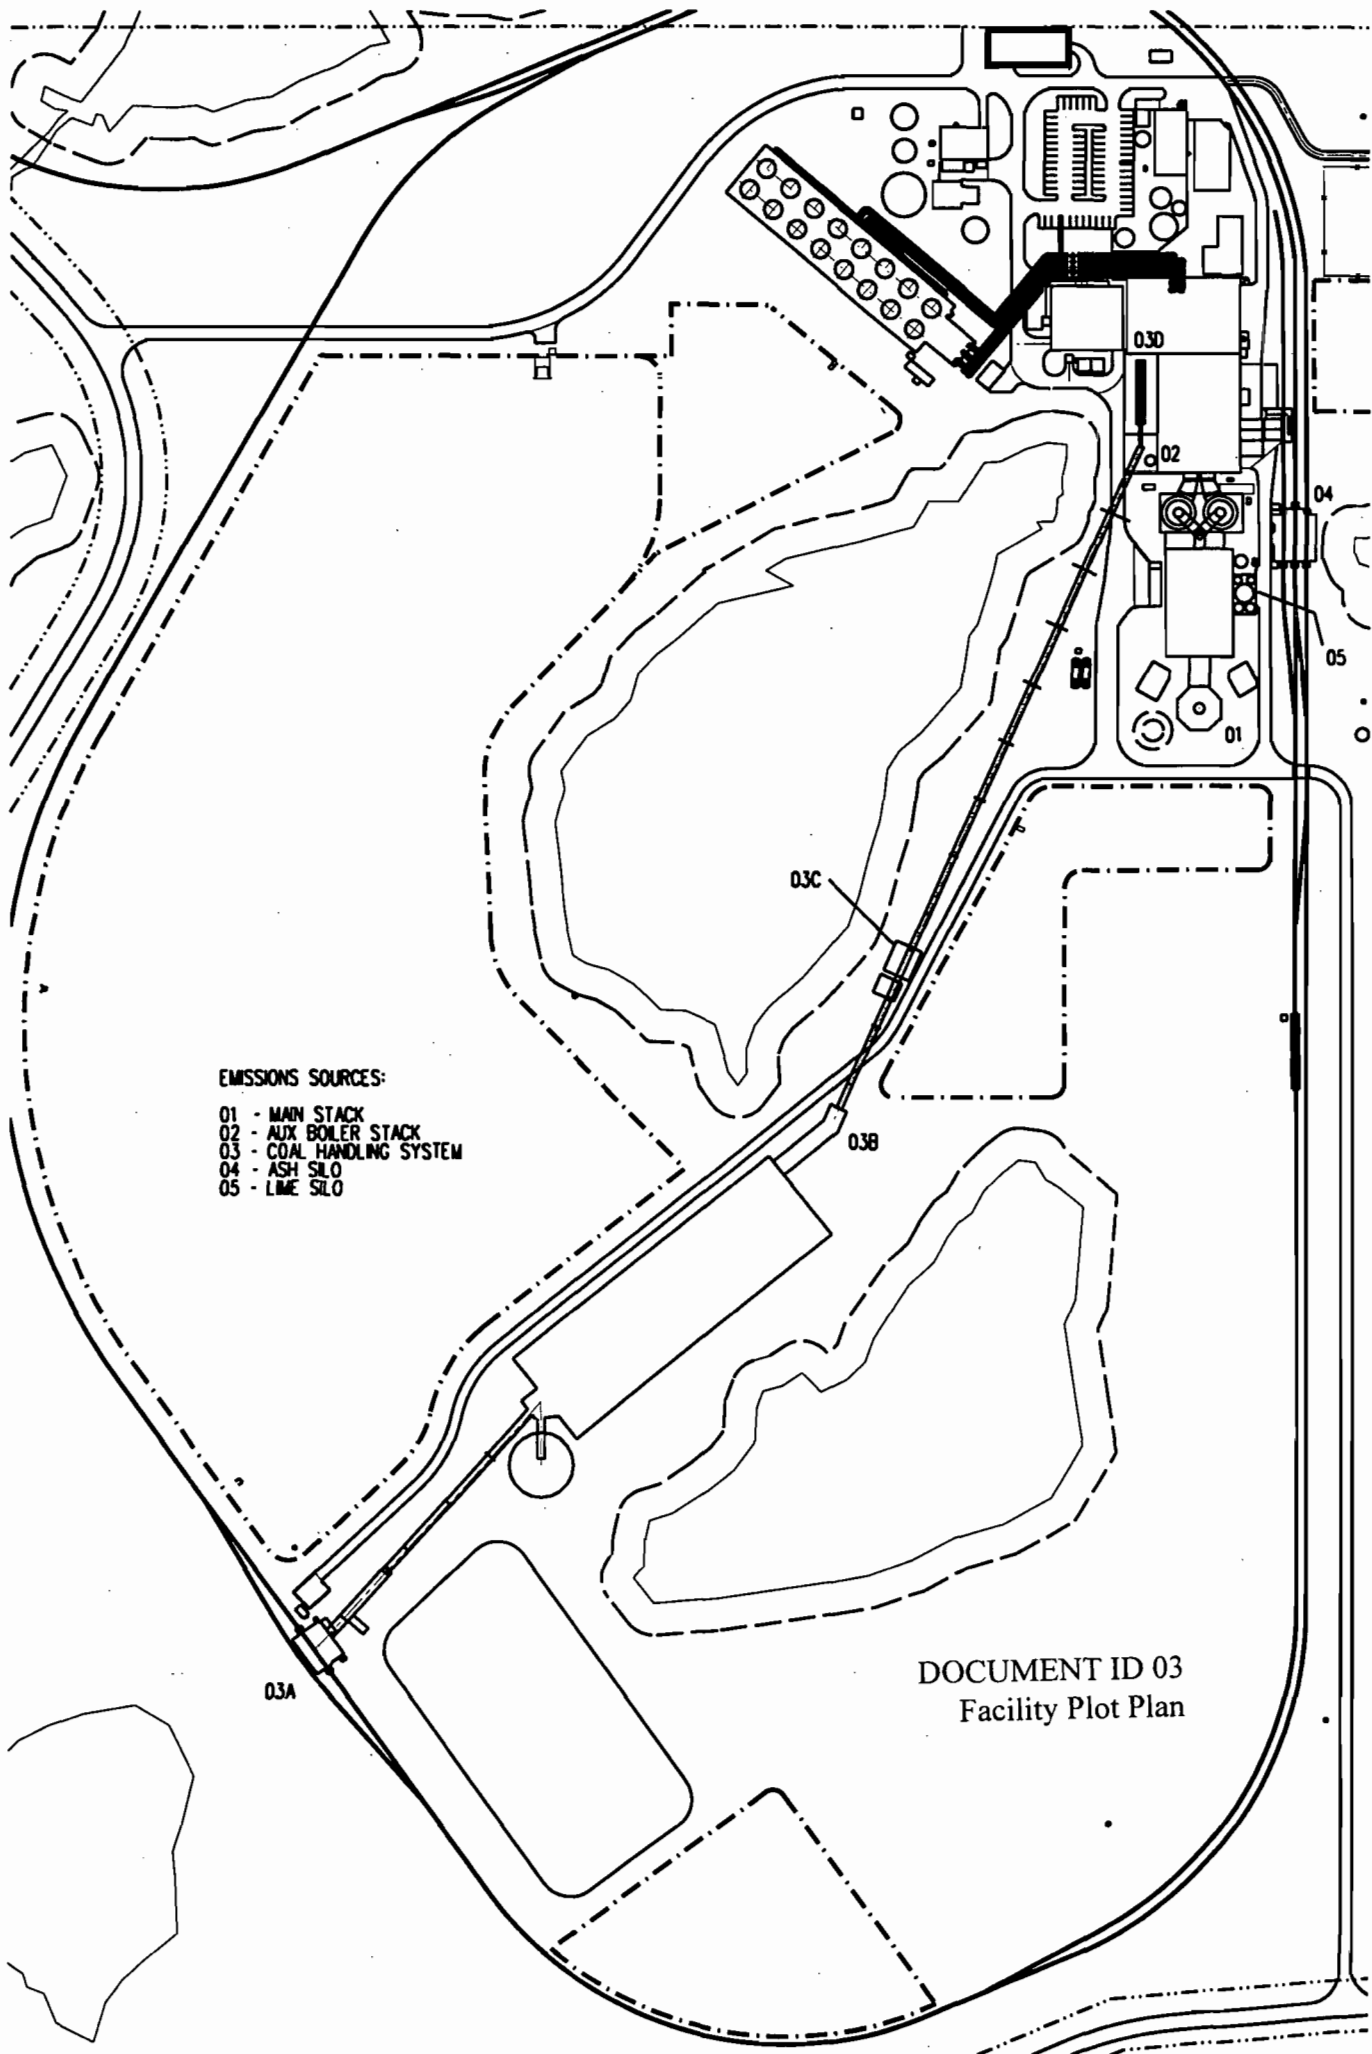 03D
02
04
05
01
03C
EMISSIONS SOURCES:
01 - MAIN STACK
02 - AUX BOILER STACK
03 - COAL HANDLING SYSTEM
04 - ASH SILO
05 - LIME SILO
03B
03A
DOCUMENT ID 03
Facility Plot Plan